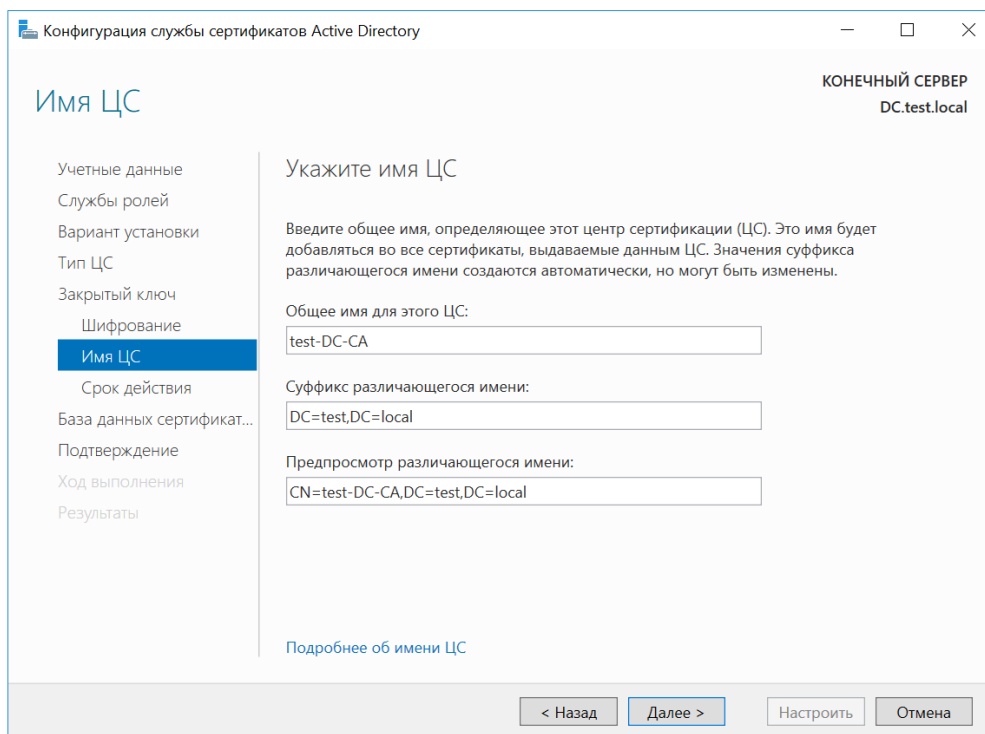 Конфигурация службы сертификатов Active Directory
Имя ЦС
КОНЕЧНЫЙ СЕРВЕР
DC.test.local
Учетные данные
Службы ролей
Вариант установки
Тип ЦС
Закрытый ключ
Шифрование
Имя ЦС
Срок действия
База данных сертификат...
Подтверждение
Ход выполнения
Результаты
Укажите имя ЦС
Введите общее имя, определяющее этот центр сертификации (ЦС). Это имя будет
добавляться во все сертификаты, выдаваемые данным ЦС. Значения суффикса
различающегося имени создаются автоматически, но могут быть изменены.
Общее имя для этого ЦС:
test-DC-CA
Суффикс различающегося имени:
DC=test,DC=local
Предпросмотр различающегося имени:
CN=test-DC-CA,DC=test,DC=local
Подробнее об имени ЦС
< Назад
Далее >
Настроить
Отмена